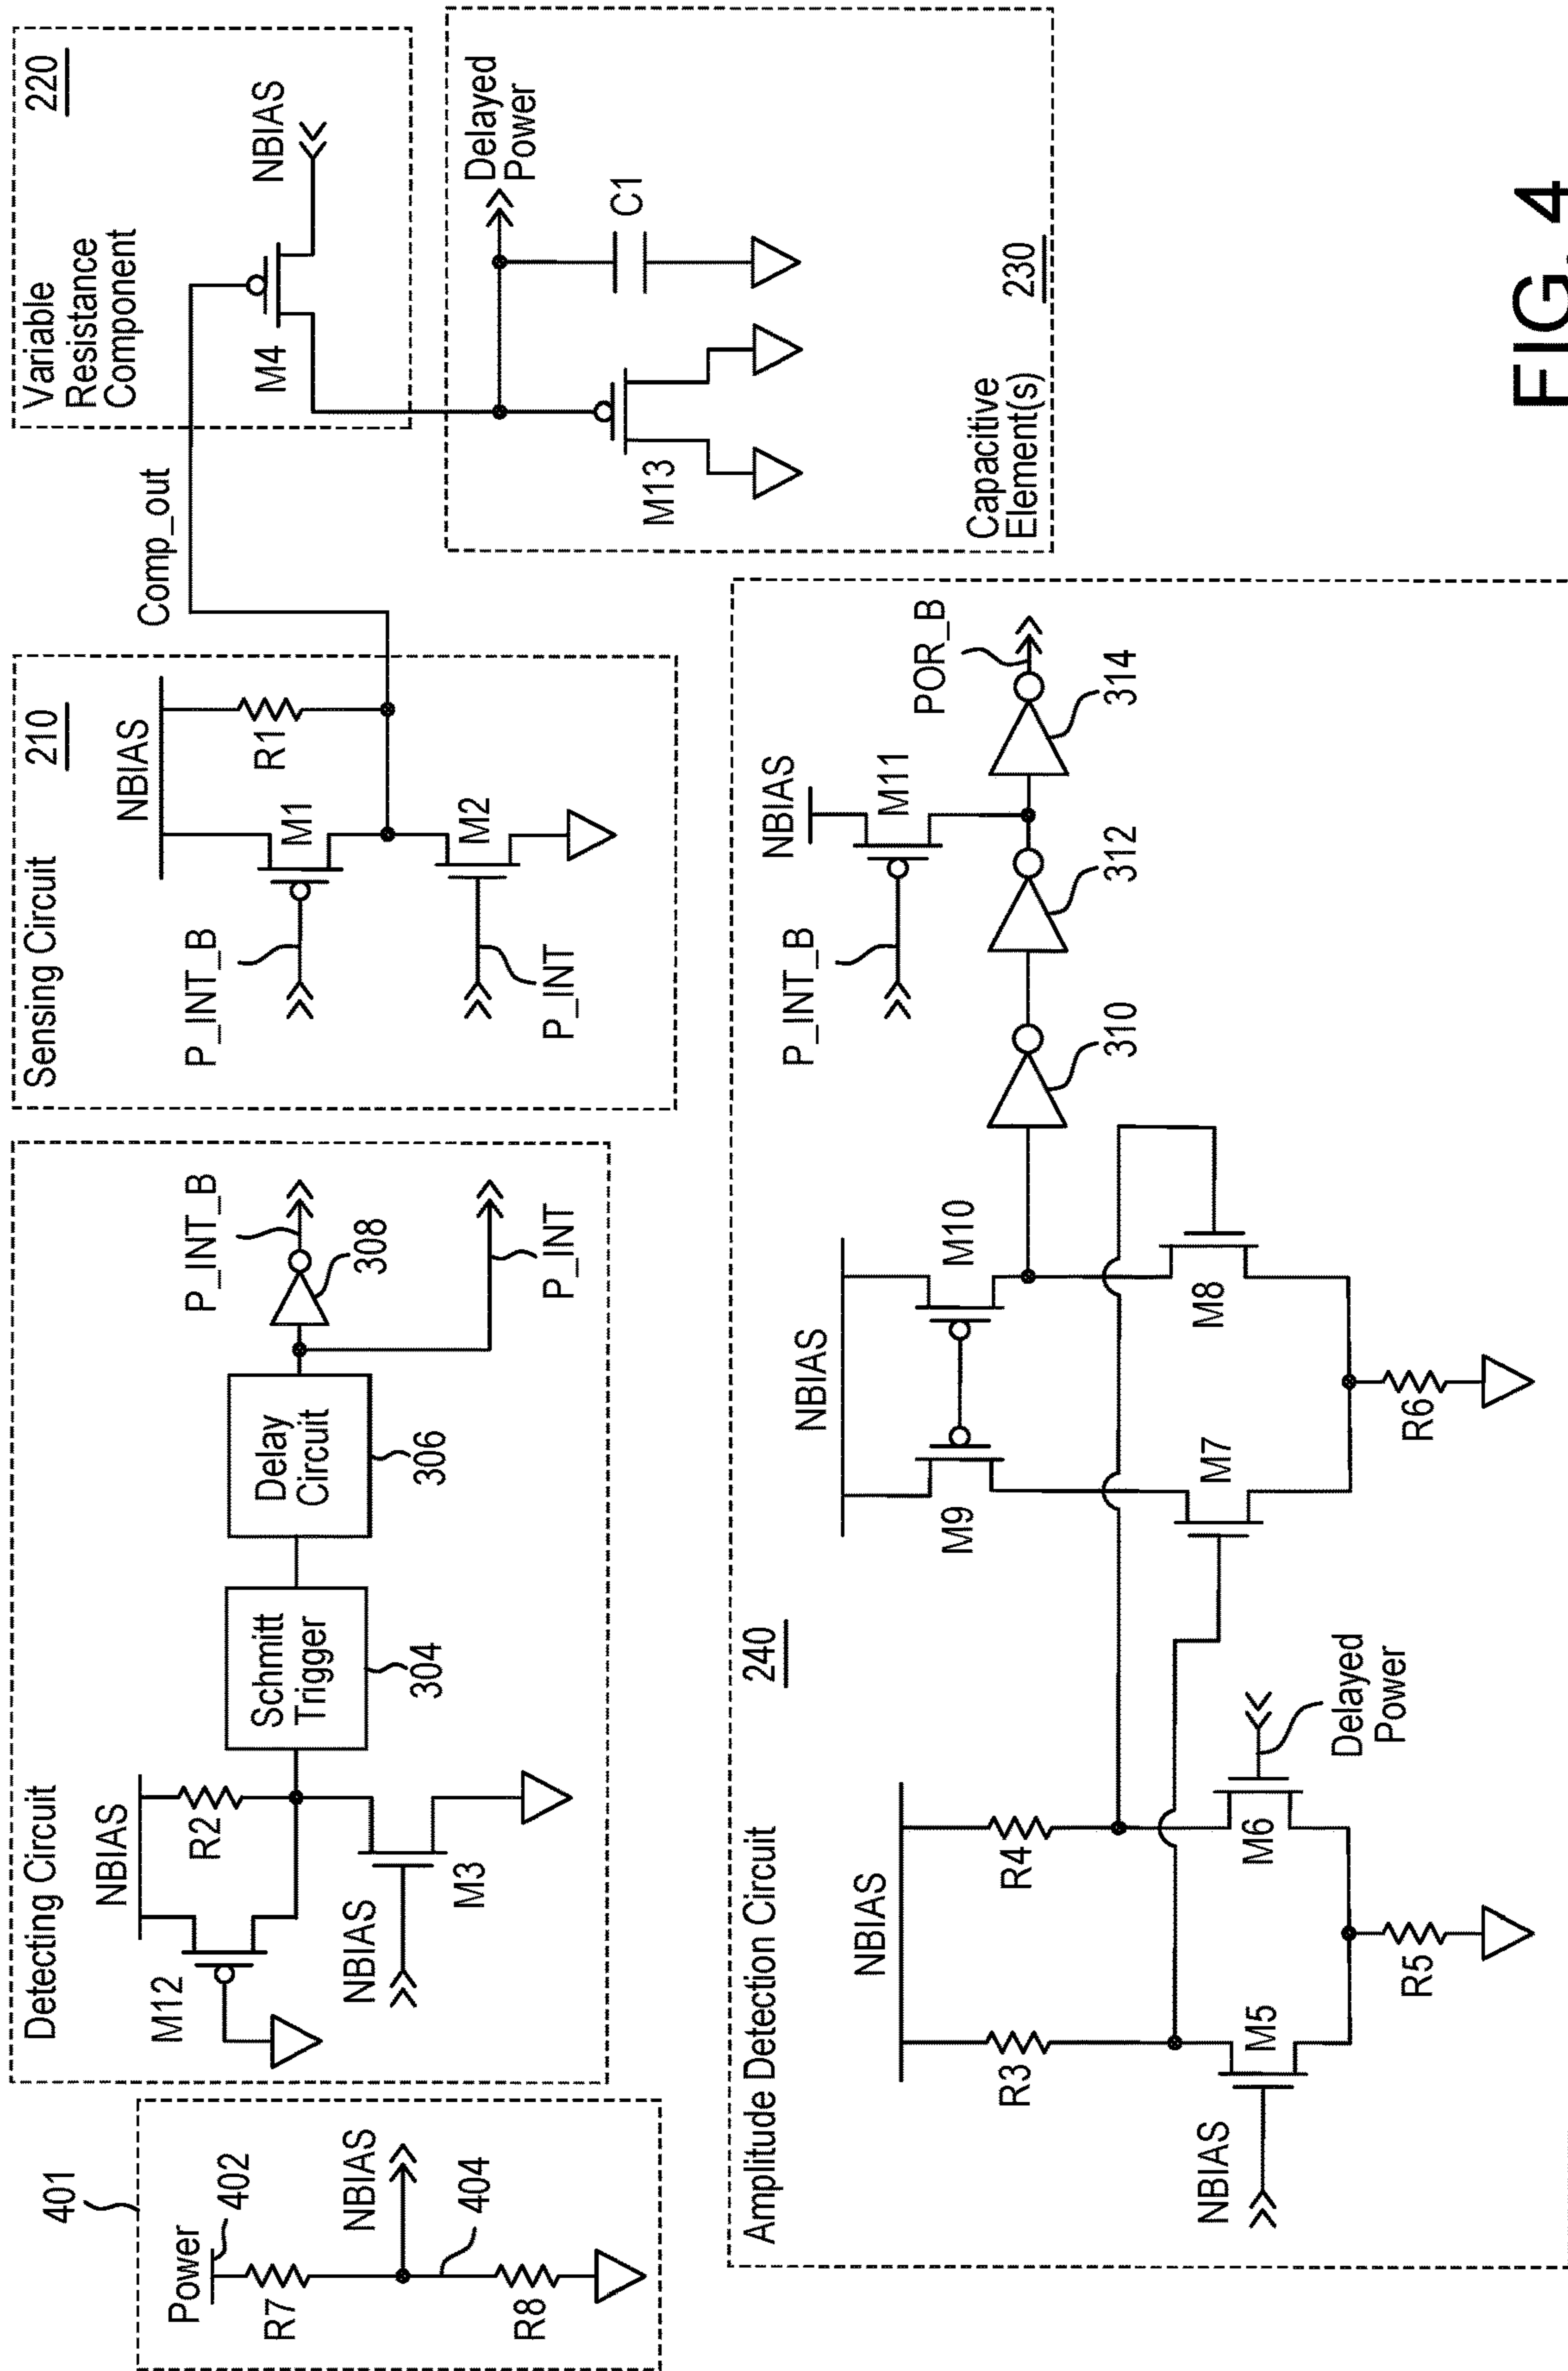 401
Power
402
R7
NBIAS
404
R8
Detecting Circuit
NBIAS
M12
R2
NBIAS
M3
Schmitt
Trigger
304
Delay
Circuit
306
P_INT_B
308
P_INT
Sensing Circuit
210
NBIAS
P_INT_B
M1
R1
P_INT
M2
Comp_out
Variable
Resistance
Component
220
M4
NBIAS
Delayed
Power
M13
C1
Capacitive
Element(s)
230
Amplitude Detection Circuit
240
NBIAS
R3
R4
NBIAS
M5
M6
Delayed
Power
R5
NBIAS
M9
M10
M7
M8
R6
310
P_INT_B
NBIAS
M11
312
POR_B
314
FIG. 4